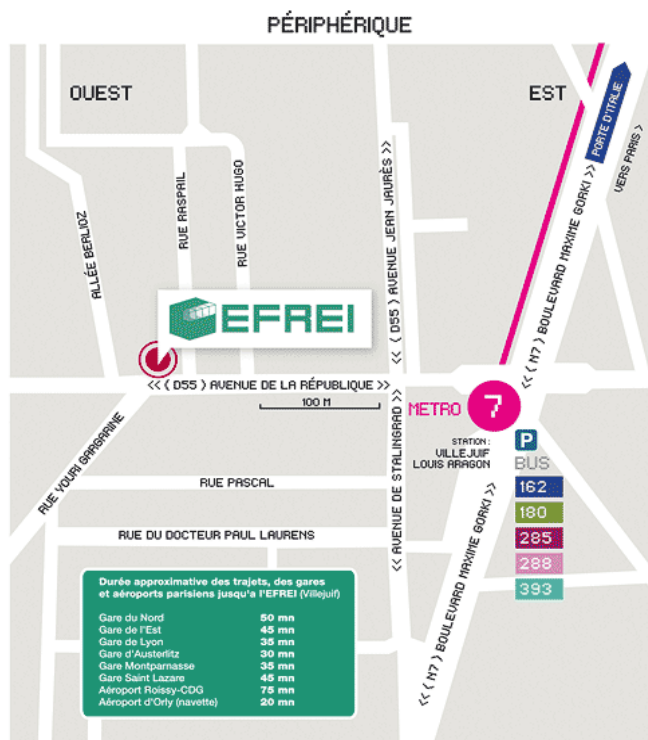 PÉRIPHÉRIQUE
OUEST
EST
PORTE D'ITALIE
VERS PARIS >
ALLÉE BERLIOZ
RUE RASPAIL
RUE VICTOR HUGO
<< ( D55 ) AVENUE JEAN JAURÈS >>
<< ( N7 ) BOULEVARD MAXIME GORKI >>
EFREI
<< ( D55 ) AVENUE DE LA RÉPUBLIQUE >>
100 M
METRO 7
STATION :
VILLEJUIF
LOUIS ARAGON
P
BUS
162
180
285
288
393
RUE YOURI GARGARINE
RUE PASCAL
<< AVENUE DE STALINGRAD >>
RUE DU DOCTEUR PAUL LAURENS
<< ( N7 ) BOULEVARD MAXIME GORKI >>
Durée approximative des trajets, des gares
et aéroports parisiens jusqu'a l'EFREI (Villejuif)
Gare du Nord 50 mn
Gare de l'Est 45 mn
Gare de Lyon 35 mn
Gare d'Austerlitz 30 mn
Gare Montparnasse 35 mn
Gare Saint Lazare 45 mn
Aéroport Roissy-CDG 75 mn
Aéroport d'Orly (navette) 20 mn